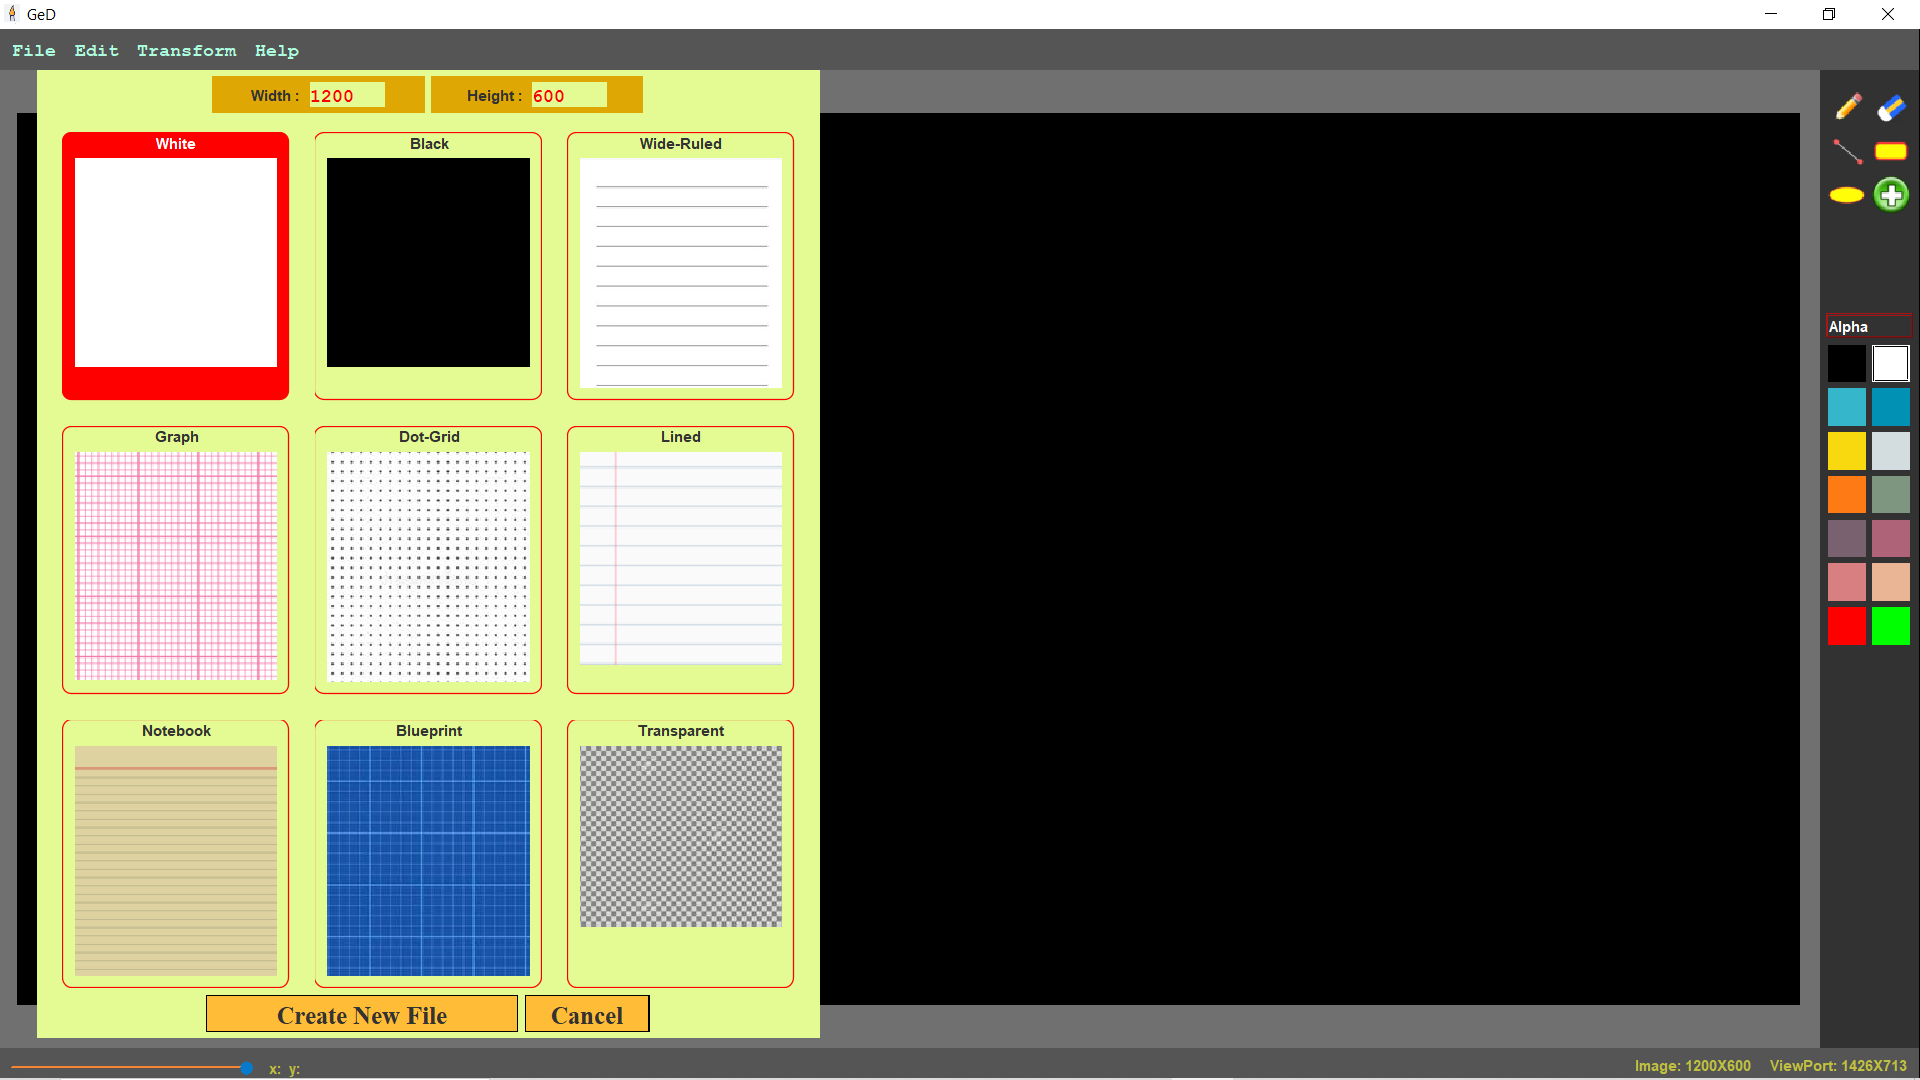 GeD
File Edit Transform Help
Width : 1200 Height : 600
White Black Wide-Ruled
Graph Dot-Grid Lined
Notebook Blueprint Transparent
Create New File Cancel
Alpha
x: y:
Image: 1200X600 ViewPort: 1426X713